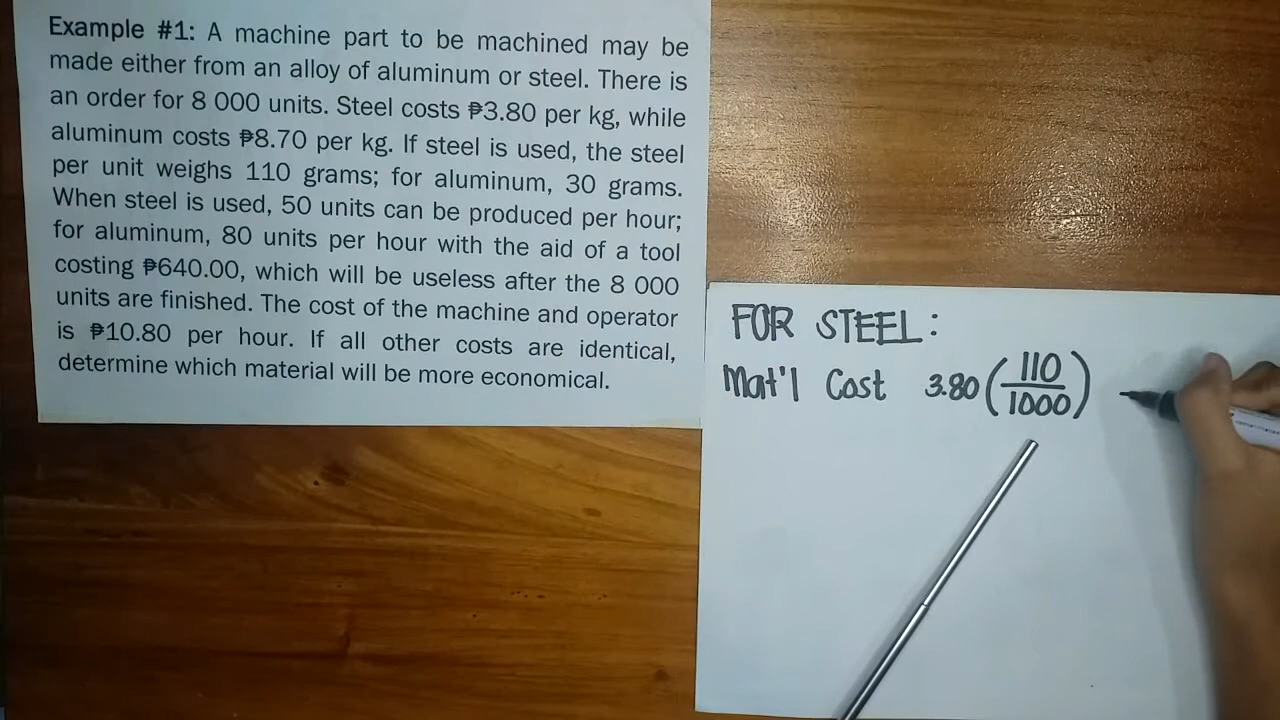 Example #1: A machine part to be machined may be
made either from an alloy of aluminum or steel. There is
an order for 8 000 units. Steel costs ₱3.80 per kg, while
aluminum costs ₱8.70 per kg. If steel is used, the steel
per unit weighs 110 grams; for aluminum, 30 grams.
When steel is used, 50 units can be produced per hour;
for aluminum, 80 units per hour with the aid of a tool
costing ₱640.00, which will be useless after the 8 000
units are finished. The cost of the machine and operator
is ₱10.80 per hour. If all other costs are identical,
determine which material will be more economical.
FOR STEEL:
Mat'l Cost 3.80 (110/1000)